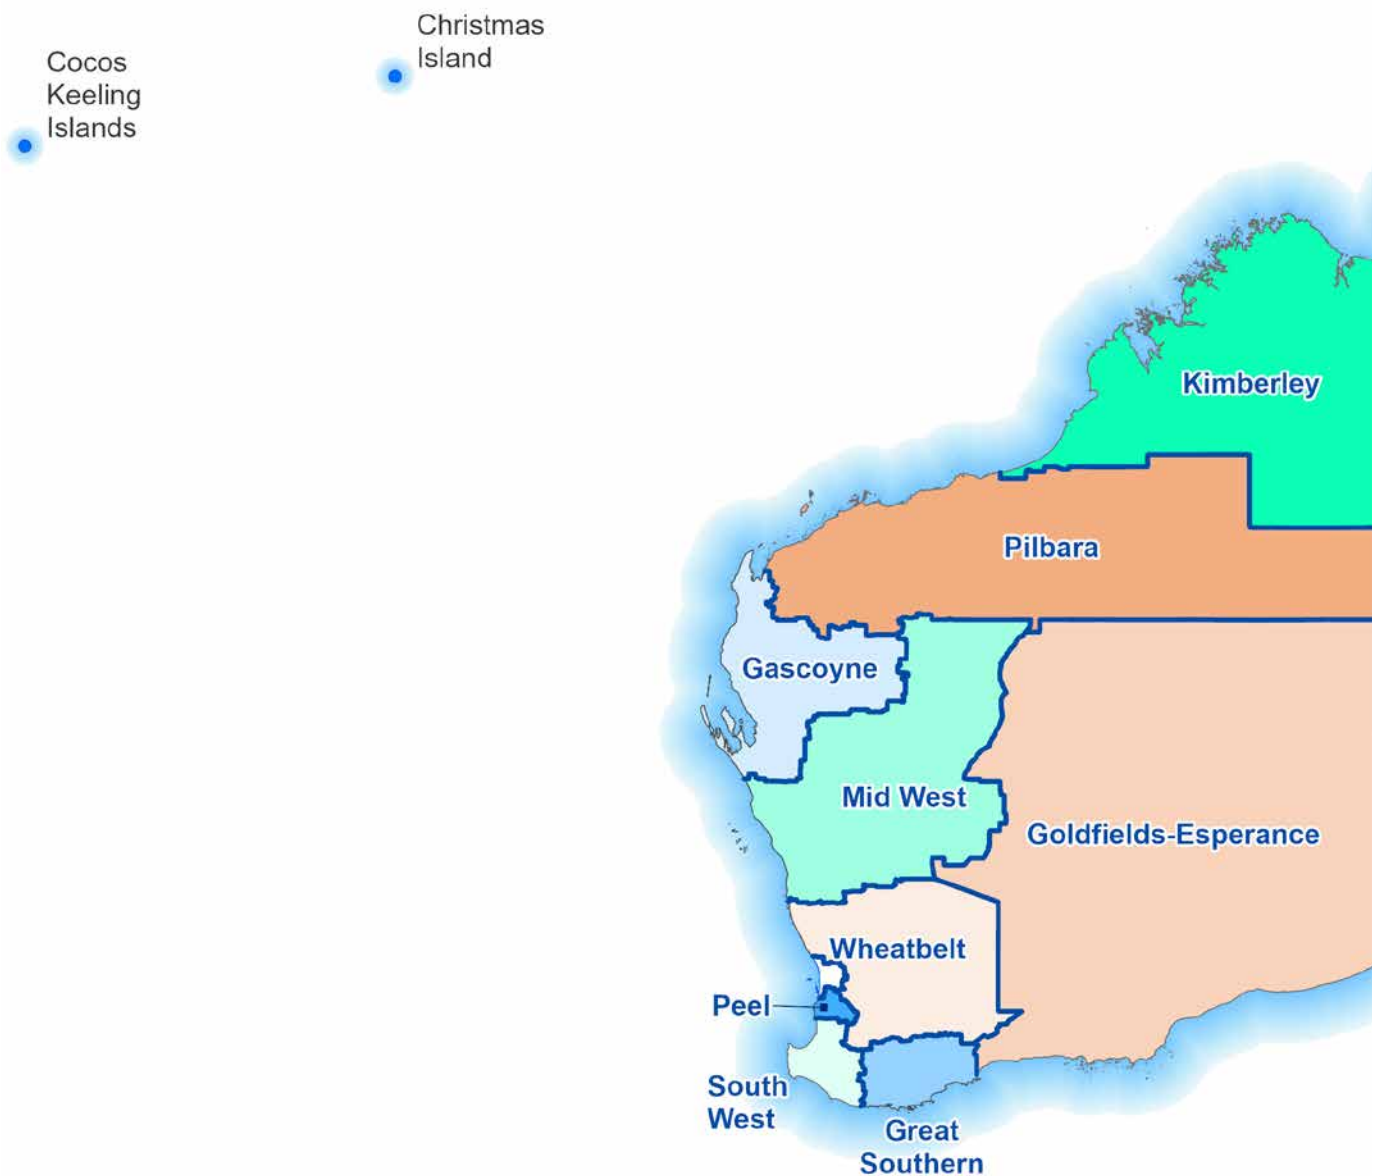 Christmas
Island
Cocos
Keeling
Islands
Kimberley
Pilbara
Gascoyne
Mid West
Goldfields-Esperance
Wheatbelt
Peel
South
West
Great
Southern